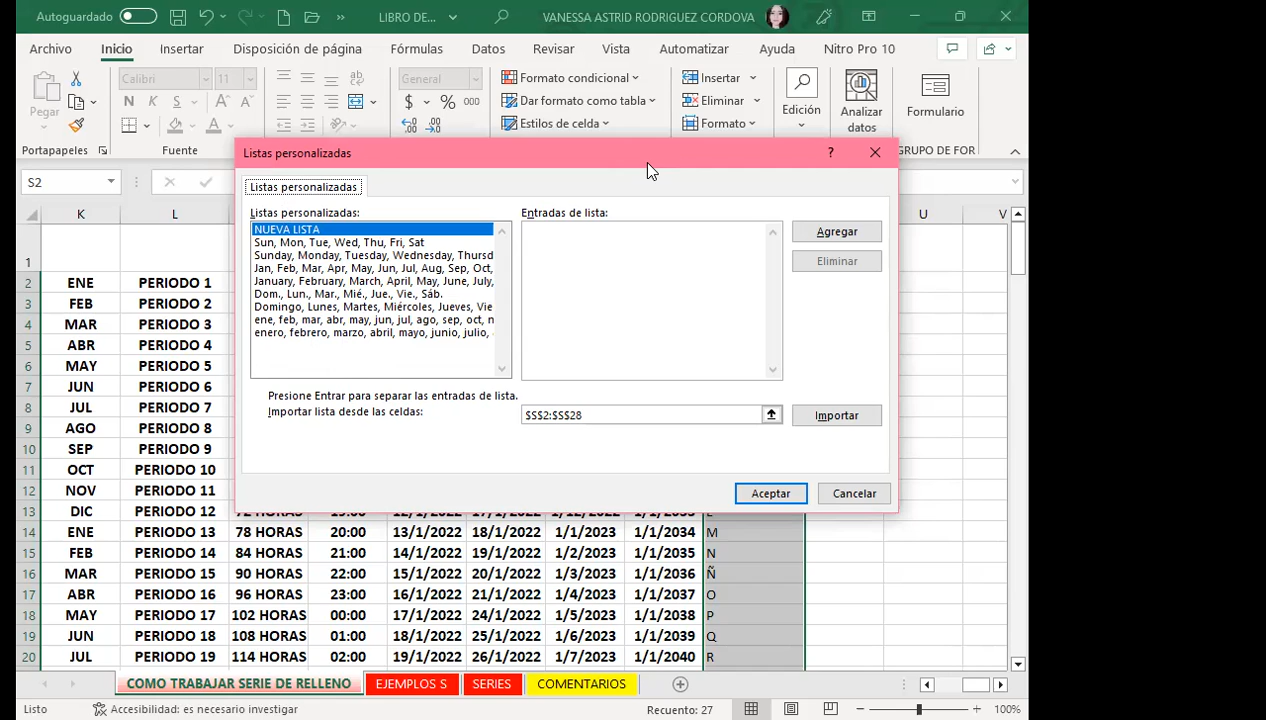 Autoguardado
LIBRO DE...
VANESSA ASTRID RODRIGUEZ CORDOVA
Archivo Inicio Insertar Disposición de página Fórmulas Datos Revisar Vista Automatizar Ayuda Nitro Pro 10
Calibri 11 General Formato condicional Insertar
Pegar N K S $ % 000 Dar formato como tabla Eliminar Edición Analizar datos Formulario
Estilos de celda Formato
Portapapeles Fuente GRUPO DE FOR
S2
Listas personalizadas ?
Listas personalizadas
Listas personalizadas: Entradas de lista:
NUEVA LISTA Agregar
Sun, Mon, Tue, Wed, Thu, Fri, Sat
Sunday, Monday, Tuesday, Wednesday, Thursd
Jan, Feb, Mar, Apr, May, Jun, Jul, Aug, Sep, Oct, Eliminar
January, February, March, April, May, June, July,
Dom., Lun., Mar., Mié., Jue., Vie., Sáb.
Domingo, Lunes, Martes, Miércoles, Jueves, Vie
ene, feb, mar, abr, may, jun, jul, ago, sep, oct, n
enero, febrero, marzo, abril, mayo, junio, julio,
Presione Entrar para separar las entradas de lista.
Importar lista desde las celdas: $S$2:$S$28 Importar
Aceptar Cancelar
K L U V
1
2 ENE PERIODO 1
3 FEB PERIODO 2
4 MAR PERIODO 3
5 ABR PERIODO 4
6 MAY PERIODO 5
7 JUN PERIODO 6
8 JUL PERIODO 7
9 AGO PERIODO 8
10 SEP PERIODO 9
11 OCT PERIODO 10
12 NOV PERIODO 11
13 DIC PERIODO 12 72 HORAS 19:00 12/1/2022 17/1/2022 1/12/2022 1/1/2033 L
14 ENE PERIODO 13 78 HORAS 20:00 13/1/2022 18/1/2022 1/1/2023 1/1/2034 M
15 FEB PERIODO 14 84 HORAS 21:00 14/1/2022 19/1/2022 1/2/2023 1/1/2035 N
16 MAR PERIODO 15 90 HORAS 22:00 15/1/2022 20/1/2022 1/3/2023 1/1/2036 Ñ
17 ABR PERIODO 16 96 HORAS 23:00 16/1/2022 21/1/2022 1/4/2023 1/1/2037 O
18 MAY PERIODO 17 102 HORAS 00:00 17/1/2022 24/1/2022 1/5/2023 1/1/2038 P
19 JUN PERIODO 18 108 HORAS 01:00 18/1/2022 25/1/2022 1/6/2023 1/1/2039 Q
20 JUL PERIODO 19 114 HORAS 02:00 19/1/2022 26/1/2022 1/7/2023 1/1/2040 R
COMO TRABAJAR SERIE DE RELLENO EJEMPLOS S SERIES COMENTARIOS
Listo Accesibilidad: es necesario investigar Recuento: 27 100%